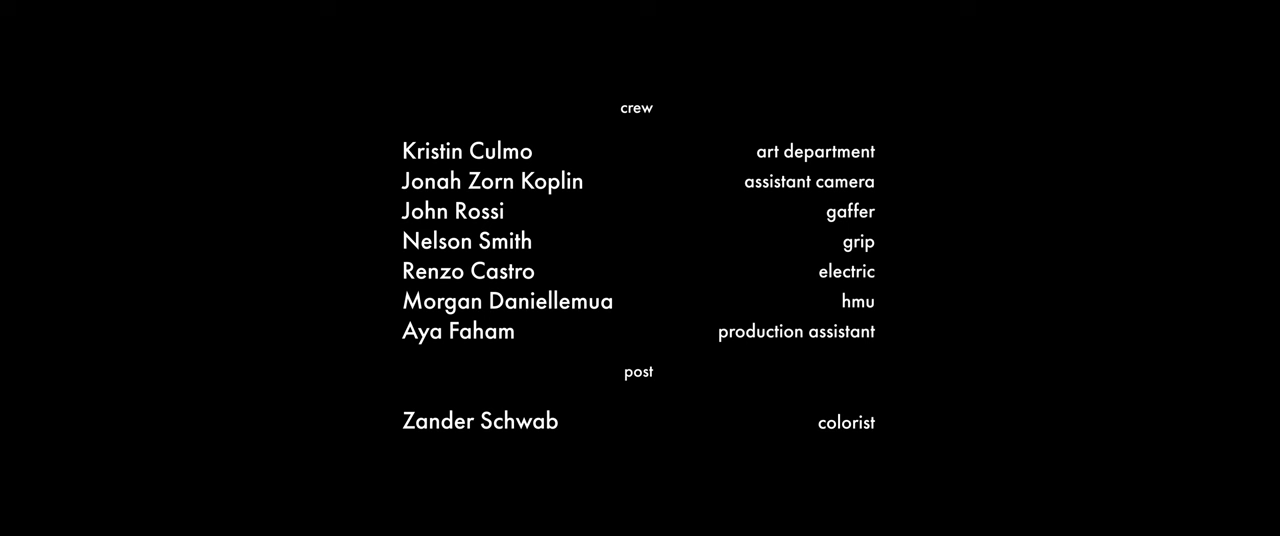 crew
Kristin Culmo art department
Jonah Zorn Koplin assistant camera
John Rossi gaffer
Nelson Smith grip
Renzo Castro electric
Morgan Daniellemua hmu
Aya Faham production assistant
post
Zander Schwab colorist